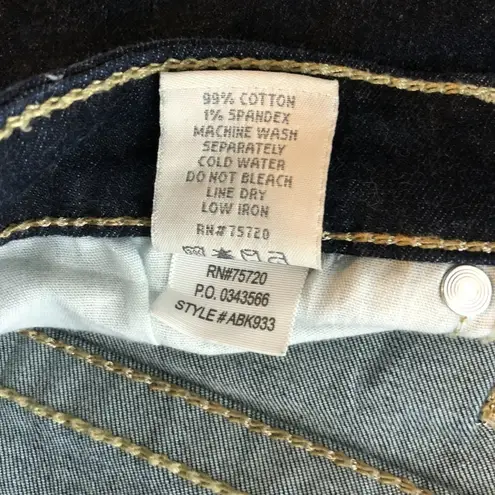 99% COTTON
1% SPANDEX
MACHINE WASH
SEPARATELY
COLD WATER
DO NOT BLEACH
LINE DRY
LOW IRON
RN# 75720
RN#75720
P.O. 0343566
STYLE # ABK933